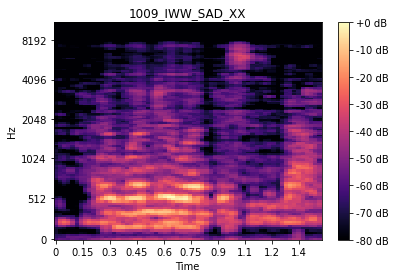 1009_IWW_SAD_XX
+0 dB
8192
-10 dB
4096
-20 dB
-30 dB
2048
Hz
-40 dB
1024
-50 dB
512
-60 dB
-70 dB
0
-80 dB
0 0.15 0.3 0.45 0.6 0.75 0.9 1.1 1.2 1.4
Time